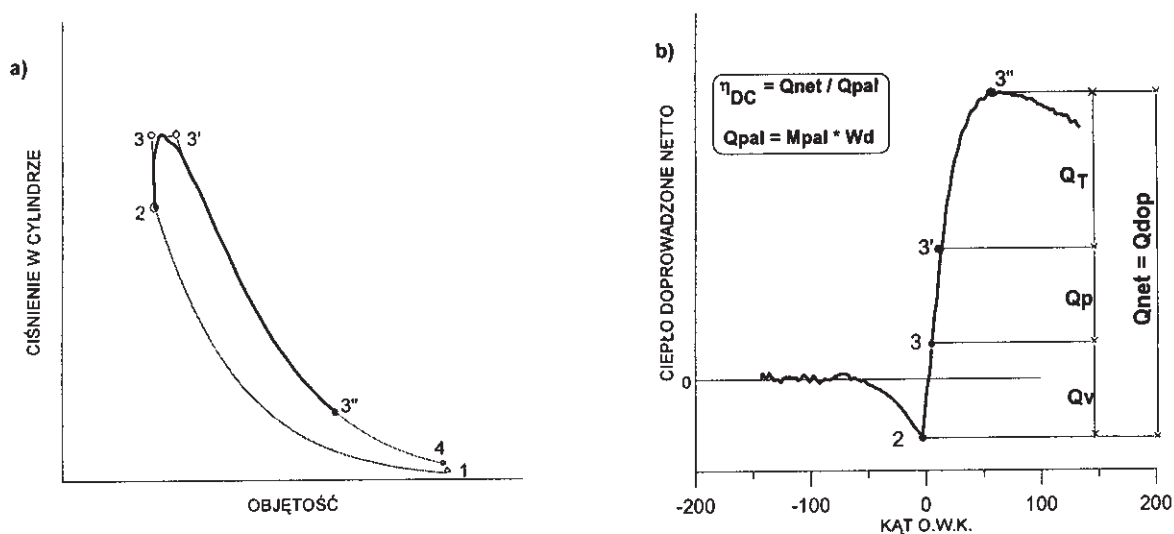 a)
CIŚNIENIE W CYLINDRZE
3
3'
2
3"
4
1
OBJĘTOŚĆ
b)
CIEPŁO DOPROWADZONE NETTO
ηDC = Qnet / Qpal
Qpal = Mpal * Wd
3"
QT
3'
Qp
Qnet = Qdop
3
0
Qv
2
-200
-100
0
100
200
KĄT O.W.K.